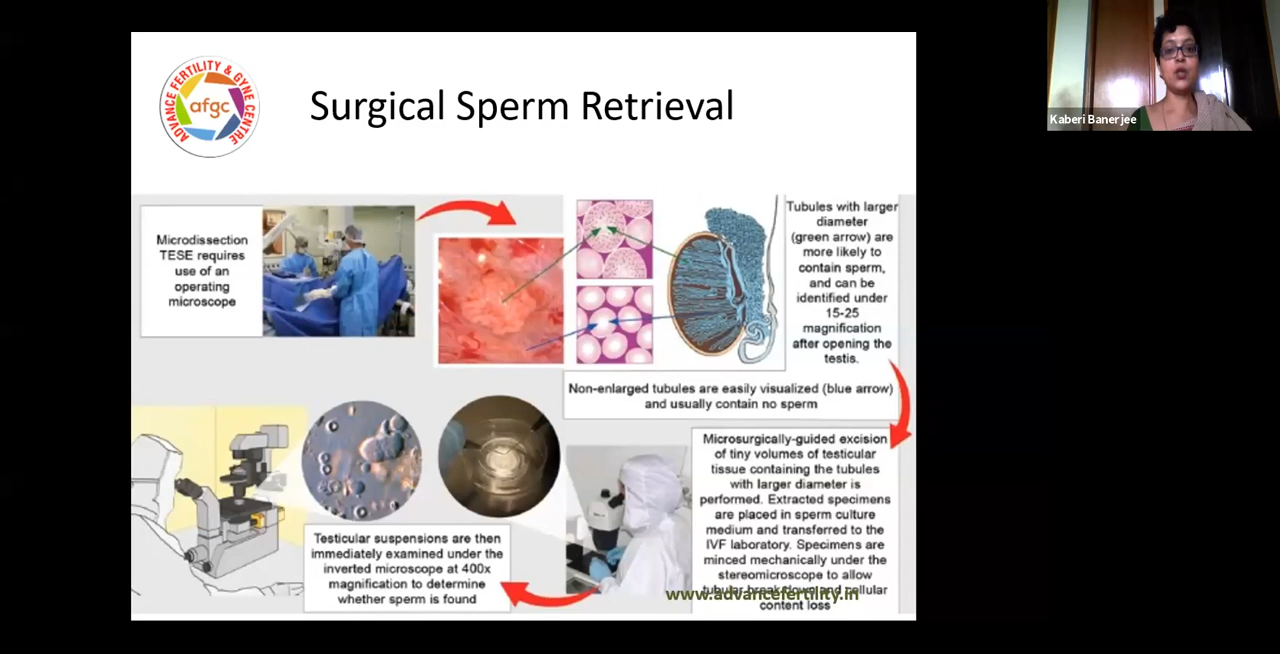 ADVANCE FERTILITY & GYNE CENTRE
afgc
Surgical Sperm Retrieval
Kaberi Banerjee
Microdissection
TESE requires
use of an
operating
microscope
Tubules with larger
diameter
(green arrow) are
more likely to
contain sperm,
and can be
identified under
15-25
magnification
after opening the
testis.
Non-enlarged tubules are easily visualized (blue arrow)
and usually contain no sperm
Microsurgically-guided excision
of tiny volumes of testicular
tissue containing the tubules
with larger diameter is
performed. Extracted specimens
are placed in sperm culture
medium and transferred to the
IVF laboratory. Specimens are
minced mechanically under the
stereomicroscope to allow
tubular breakdown and cellular
content loss
www.advancefertility.in
Testicular suspensions are then
immediately examined under the
inverted microscope at 400x
magnification to determine
whether sperm is found